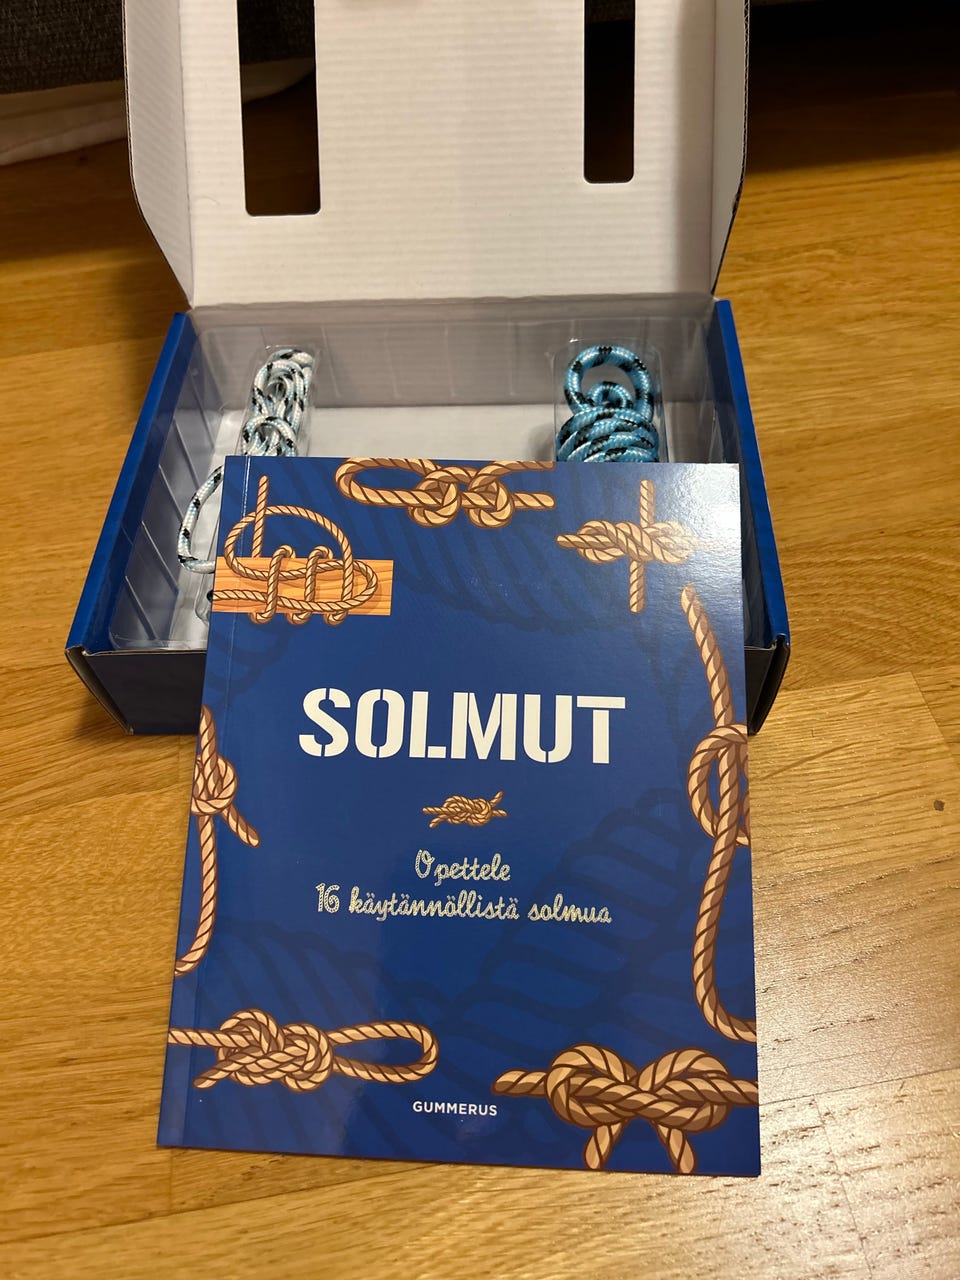 SOLMUT
Opettele
16 käytännöllistä solmua
GUMMERUS